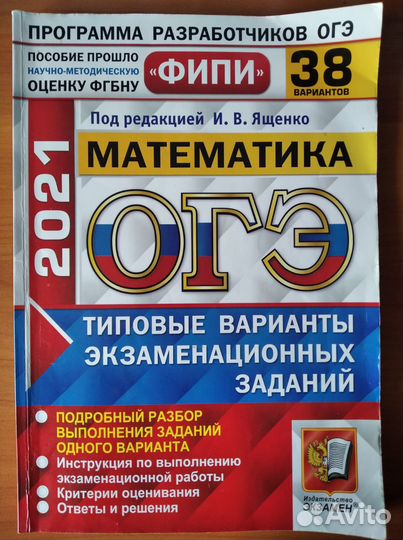 ПРОГРАММА РАЗРАБОТЧИКОВ ОГЭ
ПОСОБИЕ ПРОШЛО
НАУЧНО-МЕТОДИЧЕСКУЮ
ОЦЕНКУ ФГБНУ
«ФИПИ»
38
ВАРИАНТОВ
Под редакцией И. В. Ященко
2021
МАТЕМАТИКА
ОГЭ
ТИПОВЫЕ ВАРИАНТЫ
ЭКЗАМЕНАЦИОННЫХ
ЗАДАНИЙ
ПОДРОБНЫЙ РАЗБОР
ВЫПОЛНЕНИЯ ЗАДАНИЙ
ОДНОГО ВАРИАНТА
Инструкция по выполнению
экзаменационной работы
Критерии оценивания
Ответы и решения
Издательство
ЭКЗАМЕН
Avito